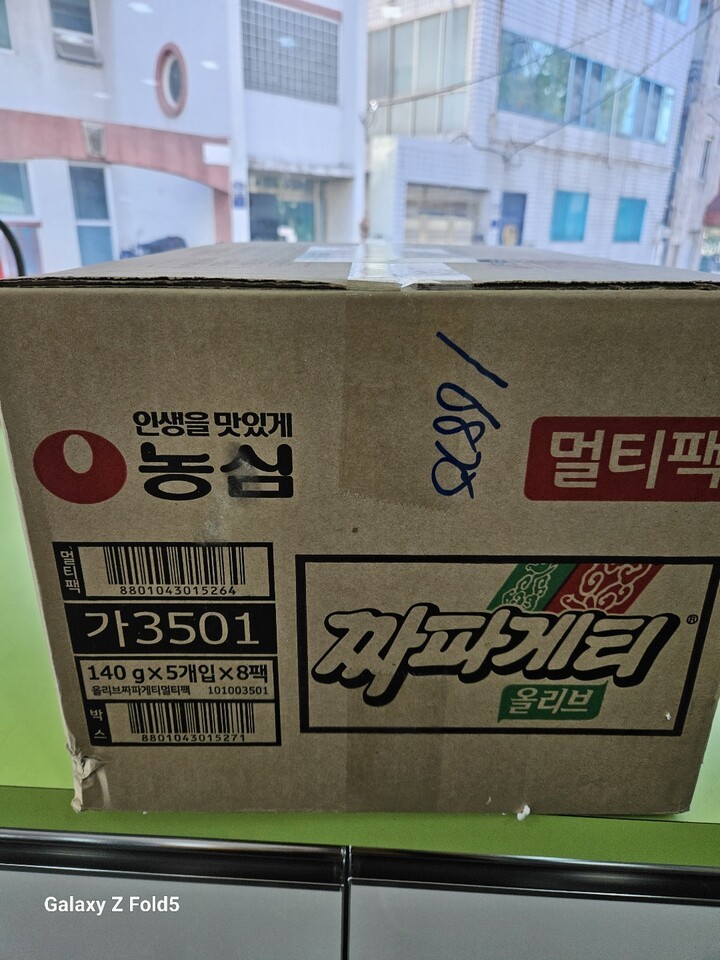 인생을 맛있게
농심
멀티팩
멀티팩
8801043015264
가3501
140 g×5개입×8팩
올리브짜파게티멀티팩 101003501
박스
8801043015271
짜파게티®
올리브
Galaxy Z Fold5